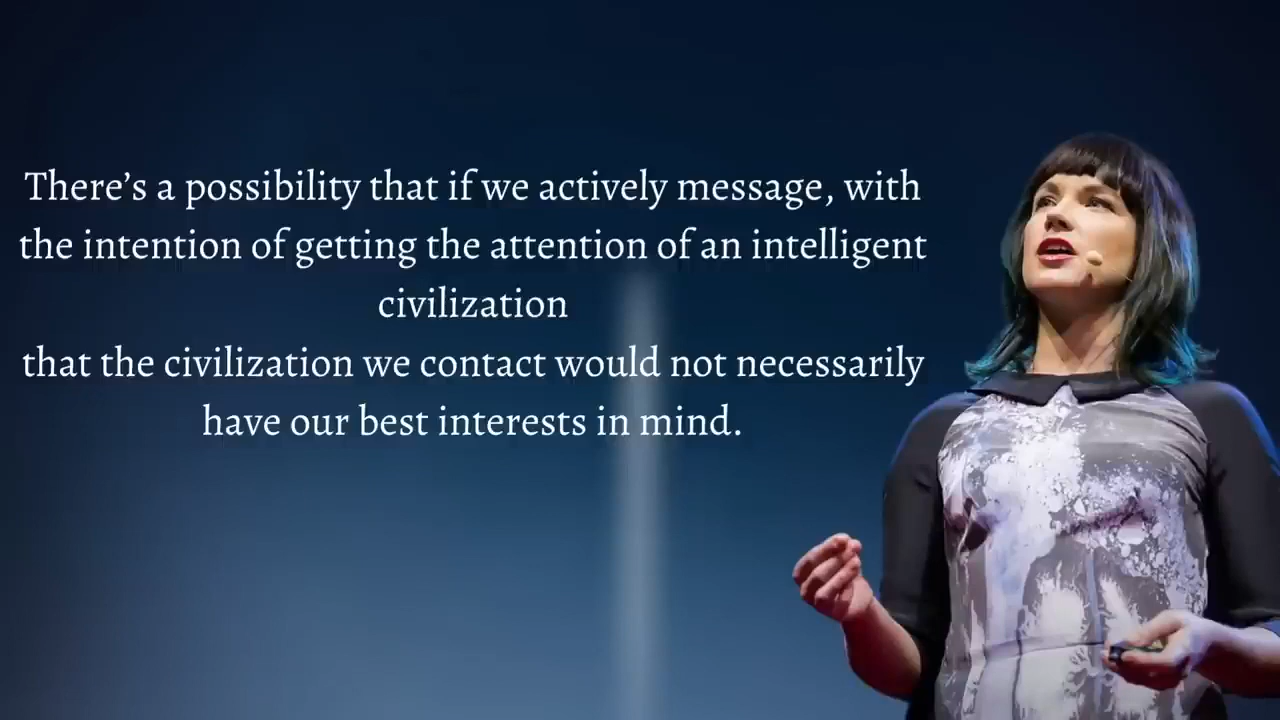 There’s a possibility that if we actively message, with
the intention of getting the attention of an intelligent
civilization
that the civilization we contact would not necessarily
have our best interests in mind.